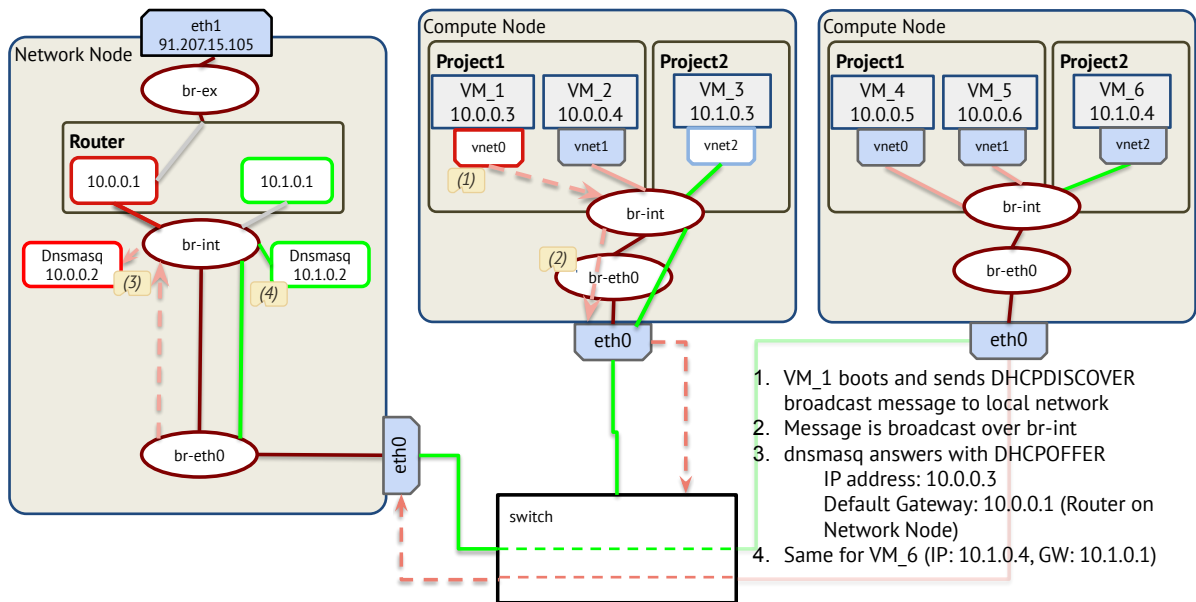 eth1
91.207.15.105
Network Node
br-ex
Router
10.0.0.1
10.1.0.1
br-int
Dnsmasq
10.0.0.2
(3)
Dnsmasq
10.1.0.2
(4)
br-eth0
eth0
Compute Node
Project1
VM_1
10.0.0.3
vnet0
(1)
VM_2
10.0.0.4
vnet1
Project2
VM_3
10.1.0.3
vnet2
br-int
(2)
br-eth0
eth0
Compute Node
Project1
VM_4
10.0.0.5
vnet0
VM_5
10.0.0.6
vnet1
Project2
VM_6
10.1.0.4
vnet2
br-int
br-eth0
eth0
switch
1. VM_1 boots and sends DHCPDISCOVER
broadcast message to local network
2. Message is broadcast over br-int
3. dnsmasq answers with DHCPOFFER
IP address: 10.0.0.3
Default Gateway: 10.0.0.1 (Router on
Network Node)
4. Same for VM_6 (IP: 10.1.0.4, GW: 10.1.0.1)